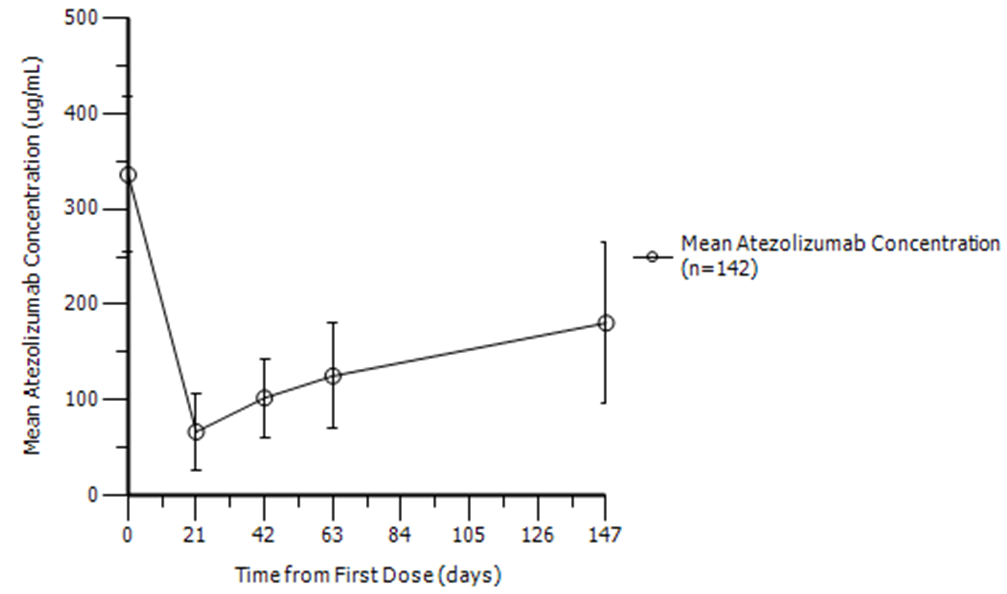 Mean Atezolizumab Concentration (ug/mL)
500
400
300
200
100
0
0 21 42 63 84 105 126 147
Time from First Dose (days)
Mean Atezolizumab Concentration
(n=142)